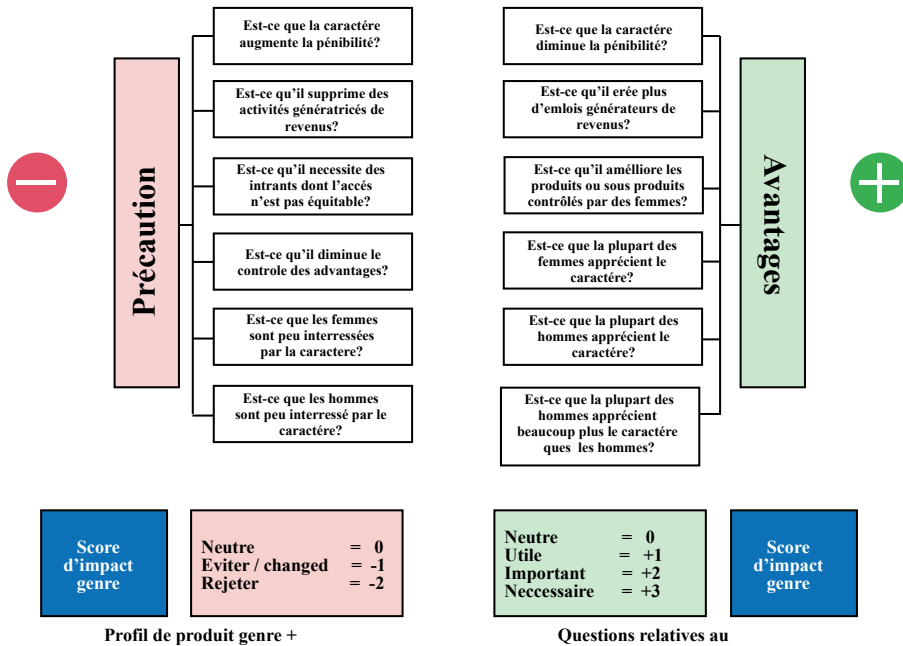 Précaution
Est-ce que la caractére
augmente la pénibilité?
Est-ce qu'il supprime des
activités génératricés de
revenus?
Est-ce qu'il necessite des
intrants dont l'accés
n'est pas équitable?
Est-ce qu'il diminue le
controle des advantages?
Est-ce que les femmes
sont peu interressées
par la caractere?
Est-ce que les hommes
sont peu interressé par le
caractére?
Est-ce que la caractére
diminue la pénibilité?
Est-ce qu'il erée plus
d'emlois générateurs de
revenus?
Est-ce qu'il amélliore les
produits ou sous produits
contrôlés par des femmes?
Est-ce que la plupart des
femmes apprécient le
caractére?
Est-ce que la plupart des
hommes apprécient le
caractére?
Est-ce que la plupart des
hommes apprécient
beaucoup plus le caractére
ques les hommes?
Avantages
Score
d'impact
genre
Neutre = 0
Eviter / changed = -1
Rejeter = -2
Neutre = 0
Utile = +1
Important = +2
Neccessaire = +3
Score
d'impact
genre
Profil de produit genre +
Questions relatives au